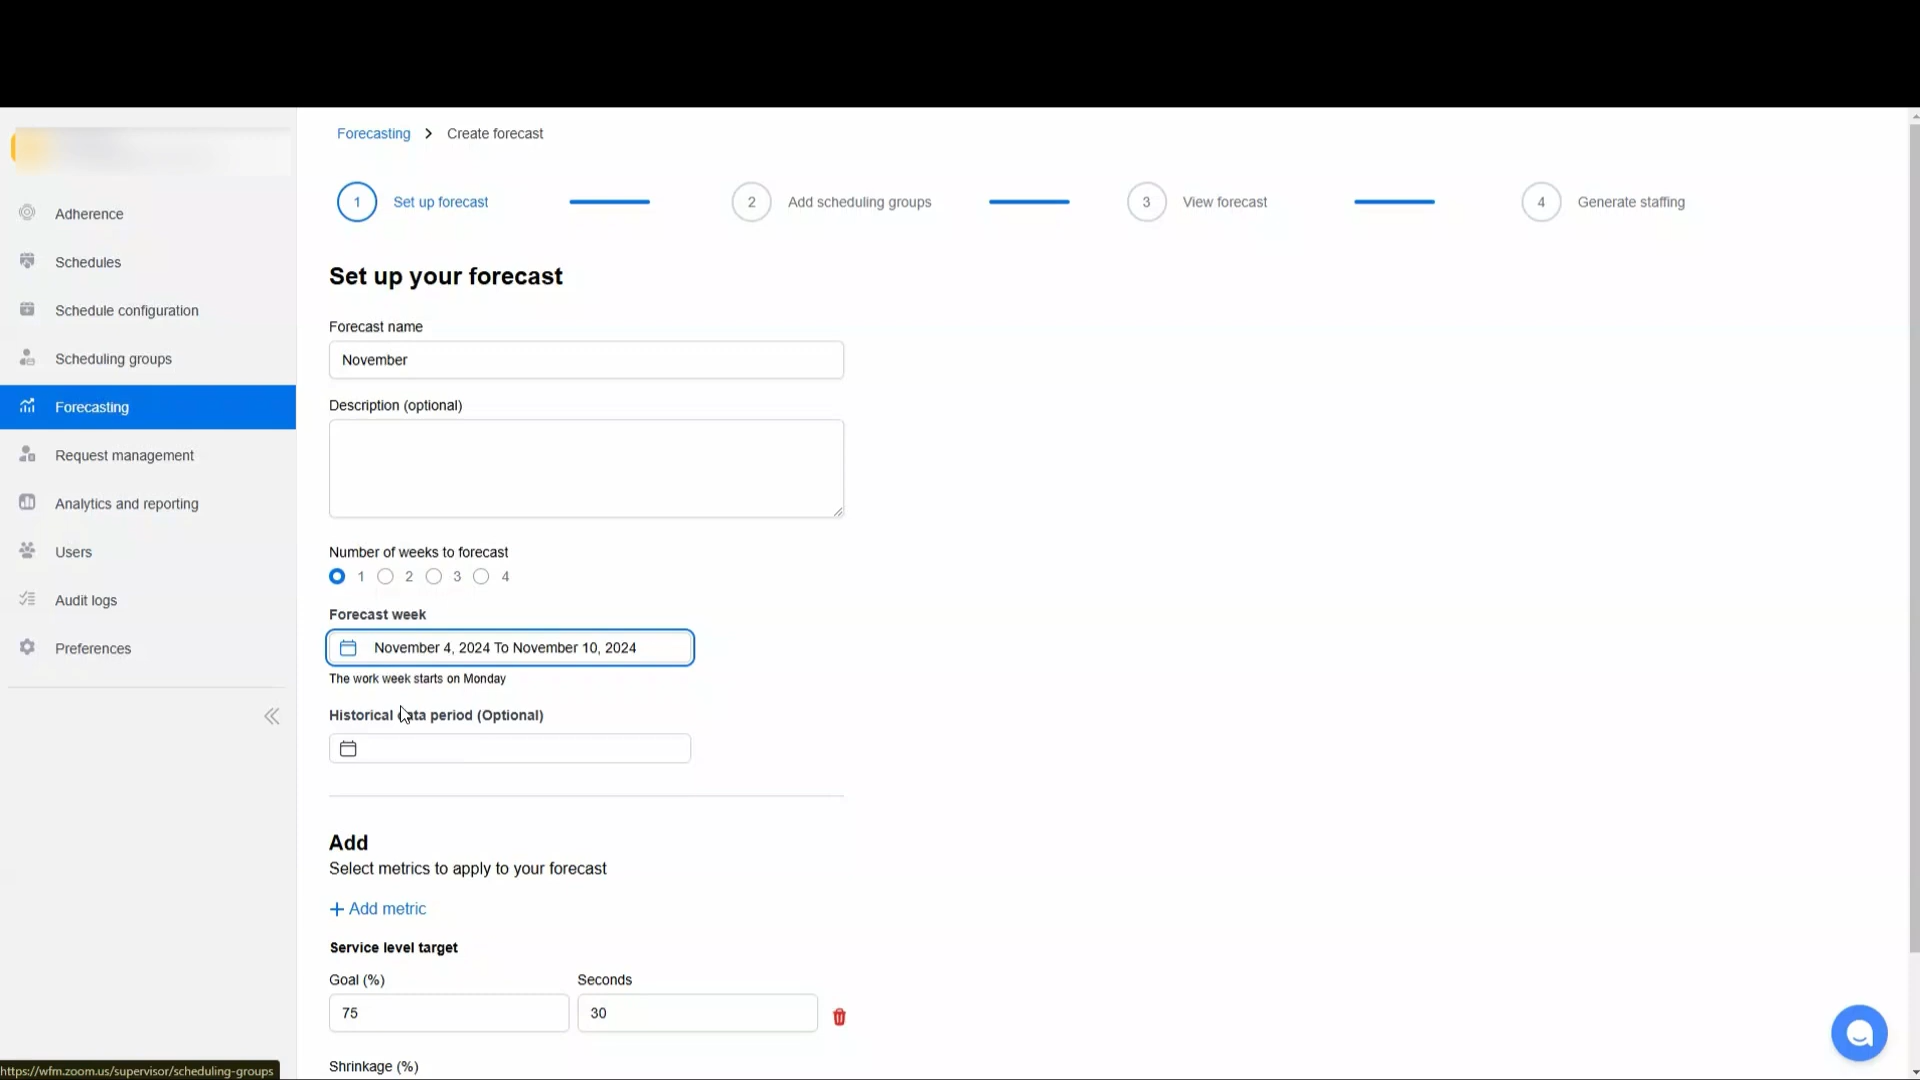 Forecasting > Create forecast
1 Set up forecast 2 Add scheduling groups 3 View forecast 4 Generate staffing
Adherence
Schedules
Schedule configuration
Scheduling groups
Forecasting
Request management
Analytics and reporting
Users
Audit logs
Preferences
Set up your forecast
Forecast name
November
Description (optional)
Number of weeks to forecast
1 2 3 4
Forecast week
November 4, 2024 To November 10, 2024
The work week starts on Monday
Historical data period (Optional)
Add
Select metrics to apply to your forecast
+ Add metric
Service level target
Goal (%) Seconds
75 30
Shrinkage (%)
https://wfm.zoom.us/supervisor/scheduling-groups